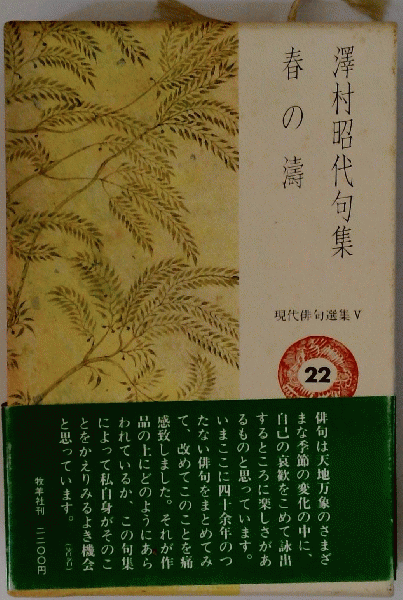 澤村昭代句集
春の濤
現代俳句選集Ⅴ
22
俳句は天地万象のさまざ
まな季節の変化の中に、
自己の哀歓をこめて詠出
するところに楽しさがあ
るものと思っています。
いまここに四十余年のつ
たない俳句をまとめてみ
て、改めてこのことを痛
感致しました。それが作
品の上にどのようにあら
われているか、この句集
によって私自身がそのこ
とをかえりみるよき機会
と思っています。
(著者)
牧羊社刊 二二〇〇円